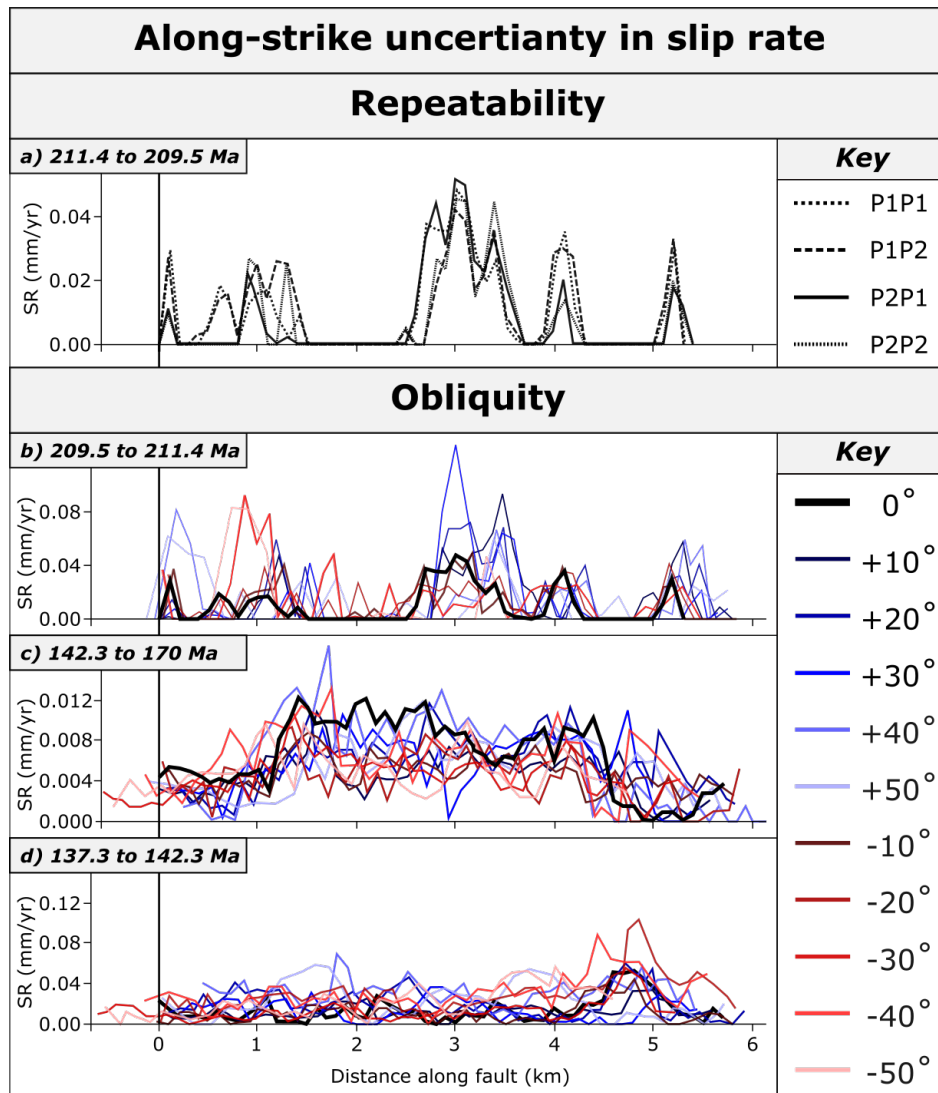 Along-strike uncertianty in slip rate
Repeatability
a) 211.4 to 209.5 Ma
Key
SR (mm/yr)
0.04
0.02
0.00
P1P1
P1P2
P2P1
P2P2
Obliquity
b) 209.5 to 211.4 Ma
Key
SR (mm/yr)
0.08
0.04
0.00
c) 142.3 to 170 Ma
SR (mm/yr)
0.012
0.008
0.004
0.000
d) 137.3 to 142.3 Ma
SR (mm/yr)
0.12
0.08
0.04
0.00
0 1 2 3 4 5 6
Distance along fault (km)
0°
+10°
+20°
+30°
+40°
+50°
-10°
-20°
-30°
-40°
-50°